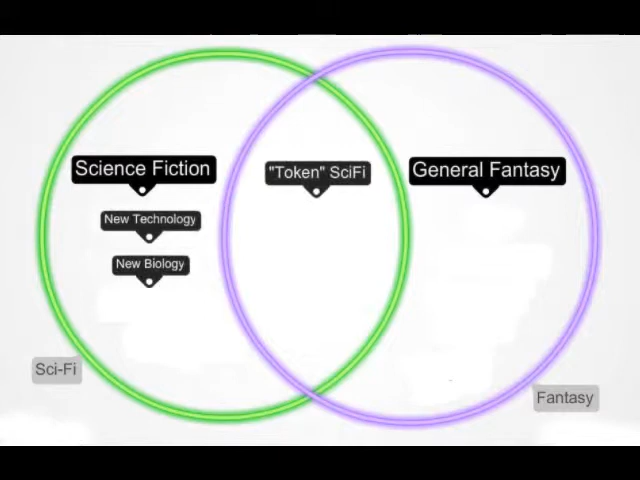 Science Fiction
"Token" SciFi
General Fantasy
New Technology
New Biology
Sci-Fi
Fantasy